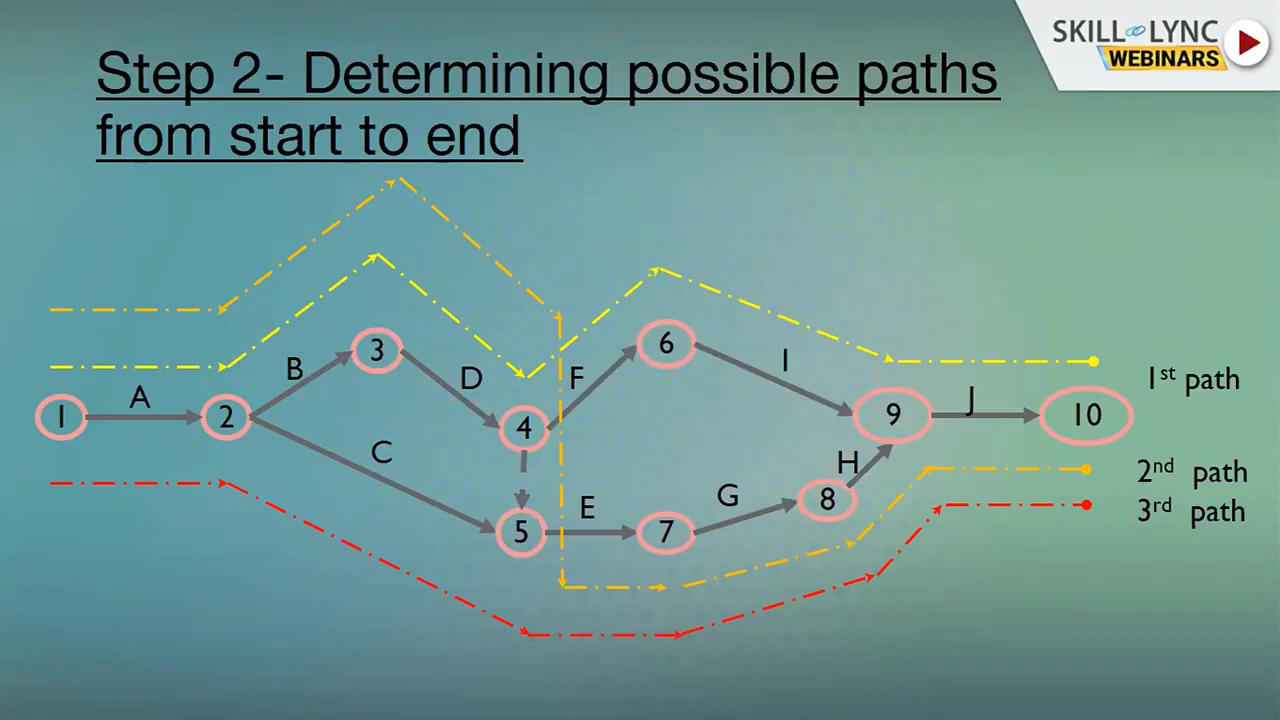 SKILL LYNC
WEBINARS
Step 2- Determining possible paths
from start to end
1
A
2
B
3
D
4
C
5
F
6
I
E
7
G
8
H
9
J
10
1st path
2nd path
3rd path